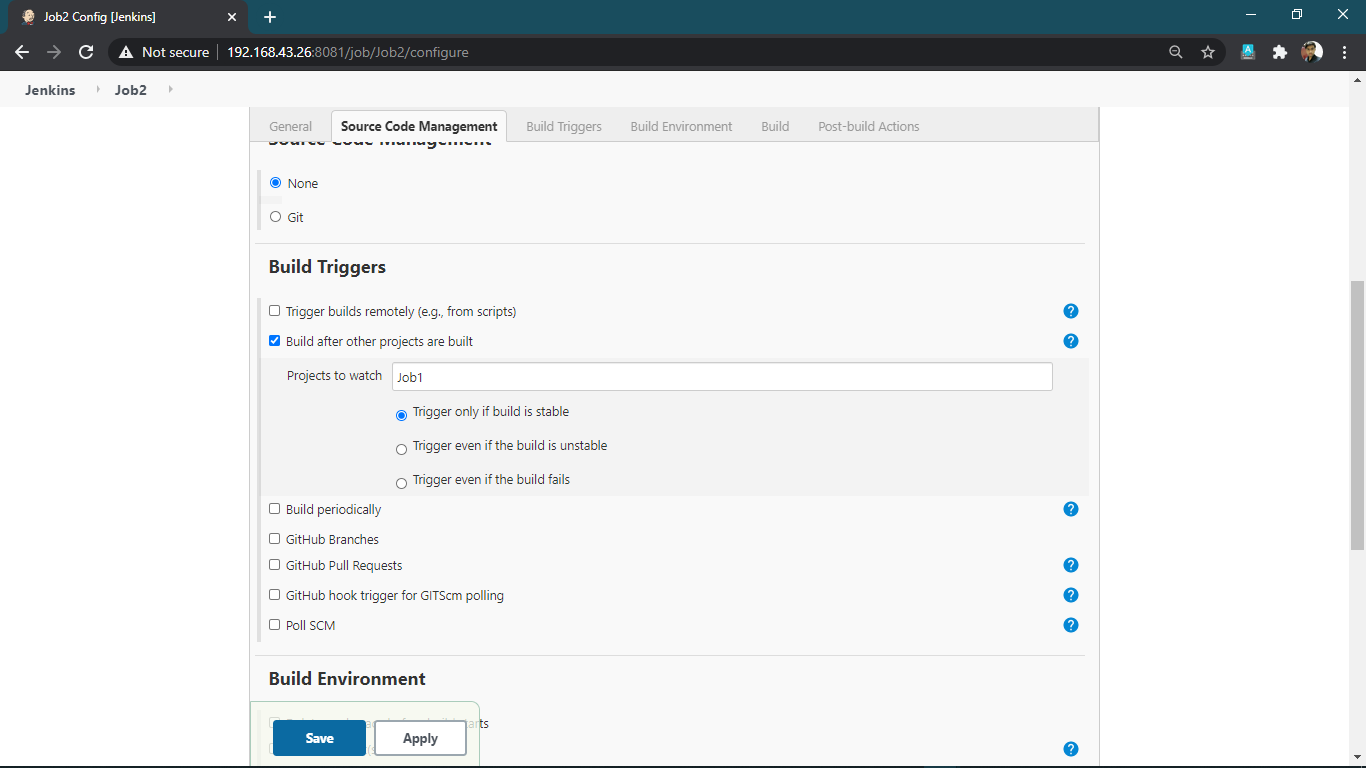 Job2 Config [Jenkins]
Not secure 192.168.43.26:8081/job/Job2/configure
Jenkins Job2
General Source Code Management Build Triggers Build Environment Build Post-build Actions
Source Code Management
None
Git
Build Triggers
Trigger builds remotely (e.g., from scripts)
Build after other projects are built
Projects to watch Job1
Trigger only if build is stable
Trigger even if the build is unstable
Trigger even if the build fails
Build periodically
GitHub Branches
GitHub Pull Requests
GitHub hook trigger for GITScm polling
Poll SCM
Build Environment
Save Apply